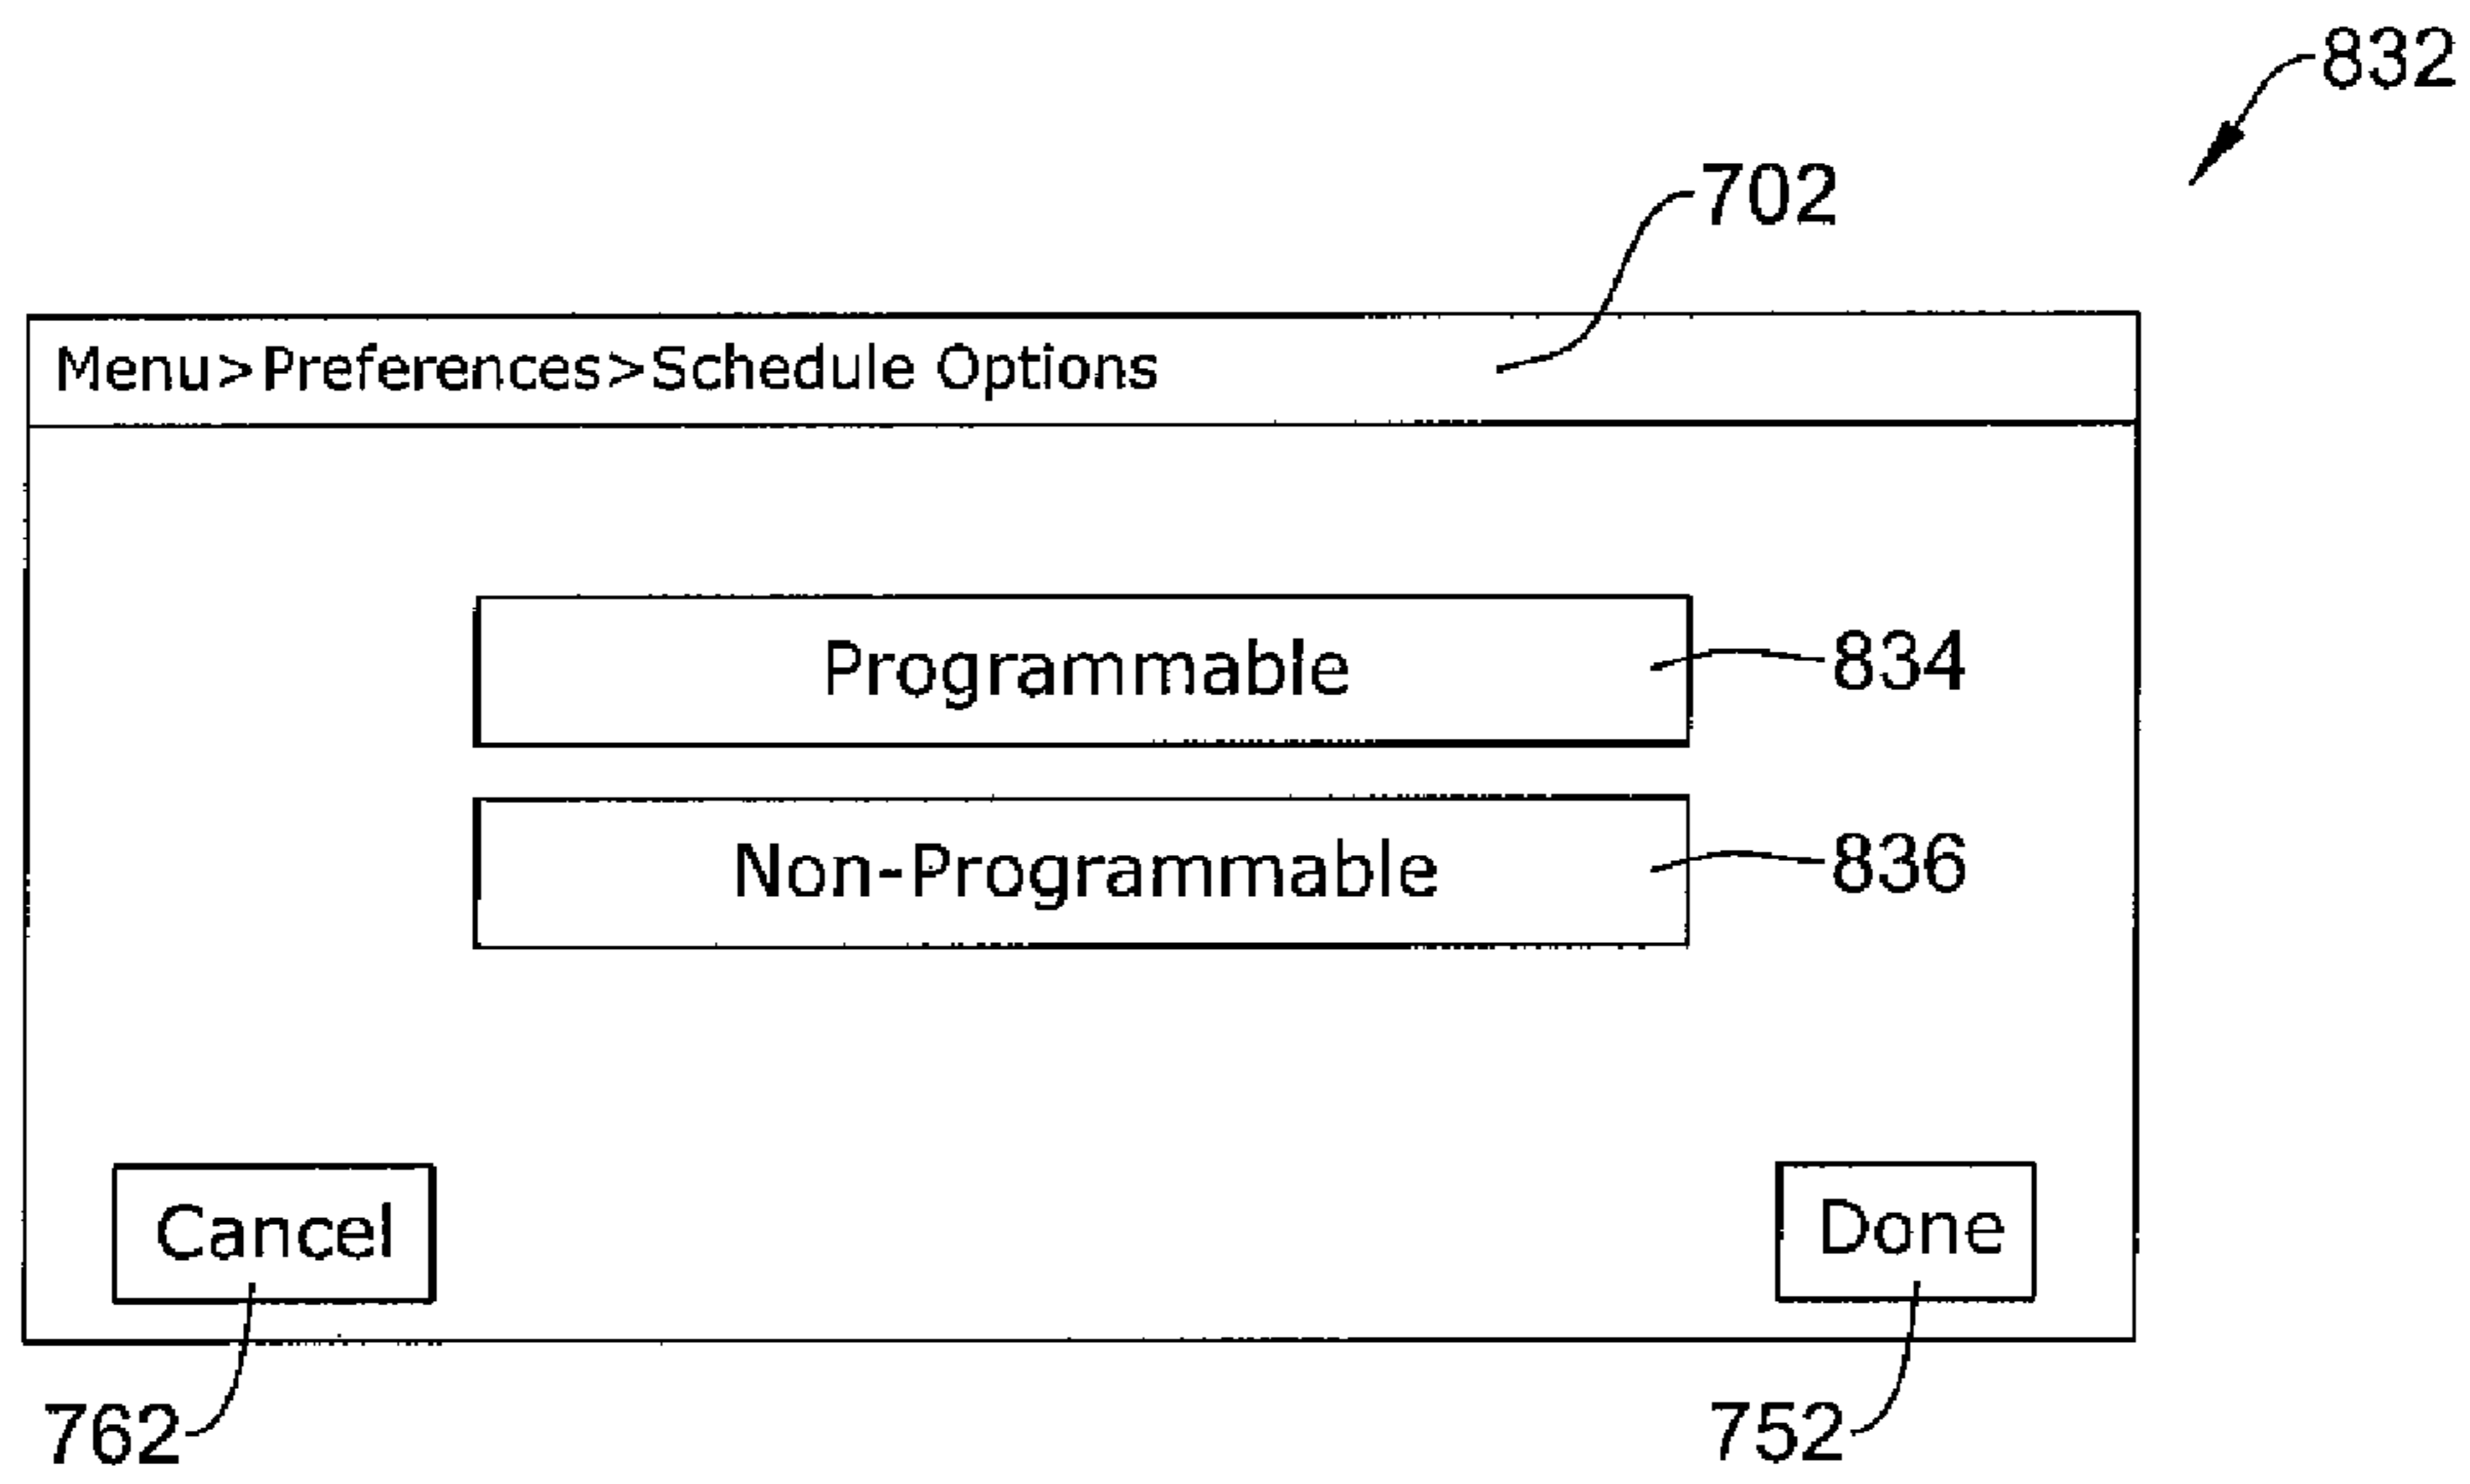 832
702
Menu>Preferences>Schedule Options
Programmable
834
Non-Programmable
836
Cancel
Done
762
752